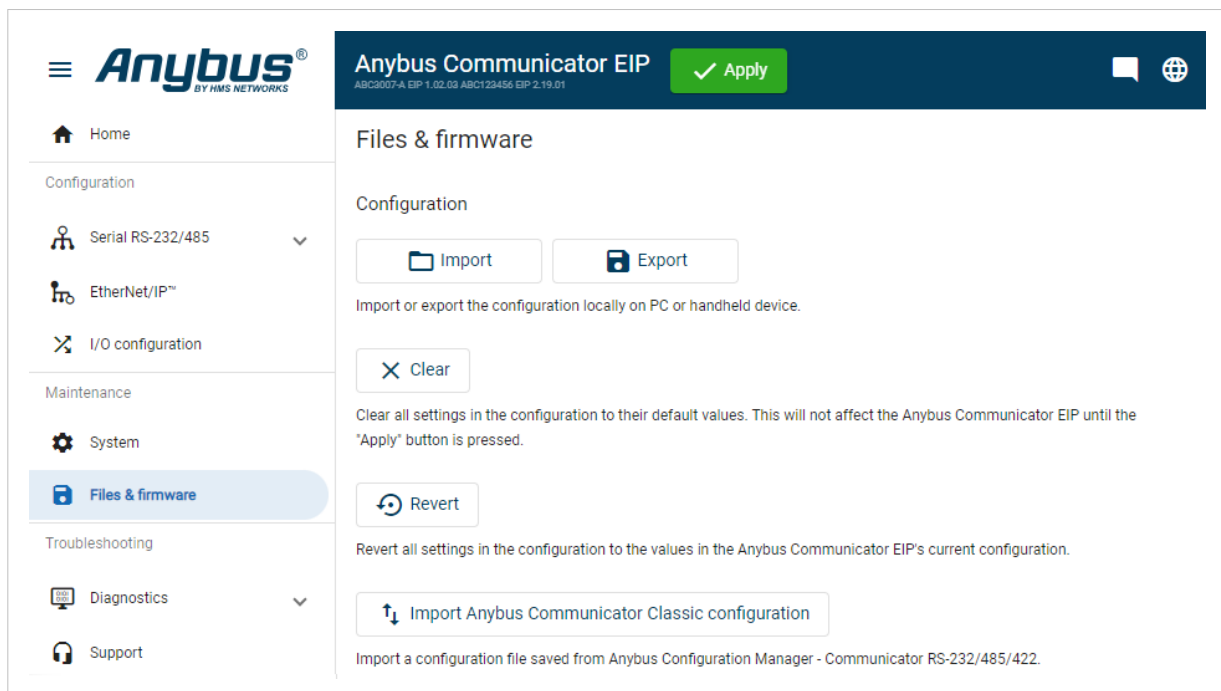 Anybus®
BY HMS NETWORKS
Anybus Communicator EIP
ABC3007-A EIP 1.02.03 ABC123456 EIP 2.19.01
Apply
Home
Configuration
Serial RS-232/485
EtherNet/IP™
I/O configuration
Maintenance
System
Files & firmware
Troubleshooting
Diagnostics
Support
Files & firmware
Configuration
Import
Export
Import or export the configuration locally on PC or handheld device.
Clear
Clear all settings in the configuration to their default values. This will not affect the Anybus Communicator EIP until the
"Apply" button is pressed.
Revert
Revert all settings in the configuration to the values in the Anybus Communicator EIP's current configuration.
Import Anybus Communicator Classic configuration
Import a configuration file saved from Anybus Configuration Manager - Communicator RS-232/485/422.